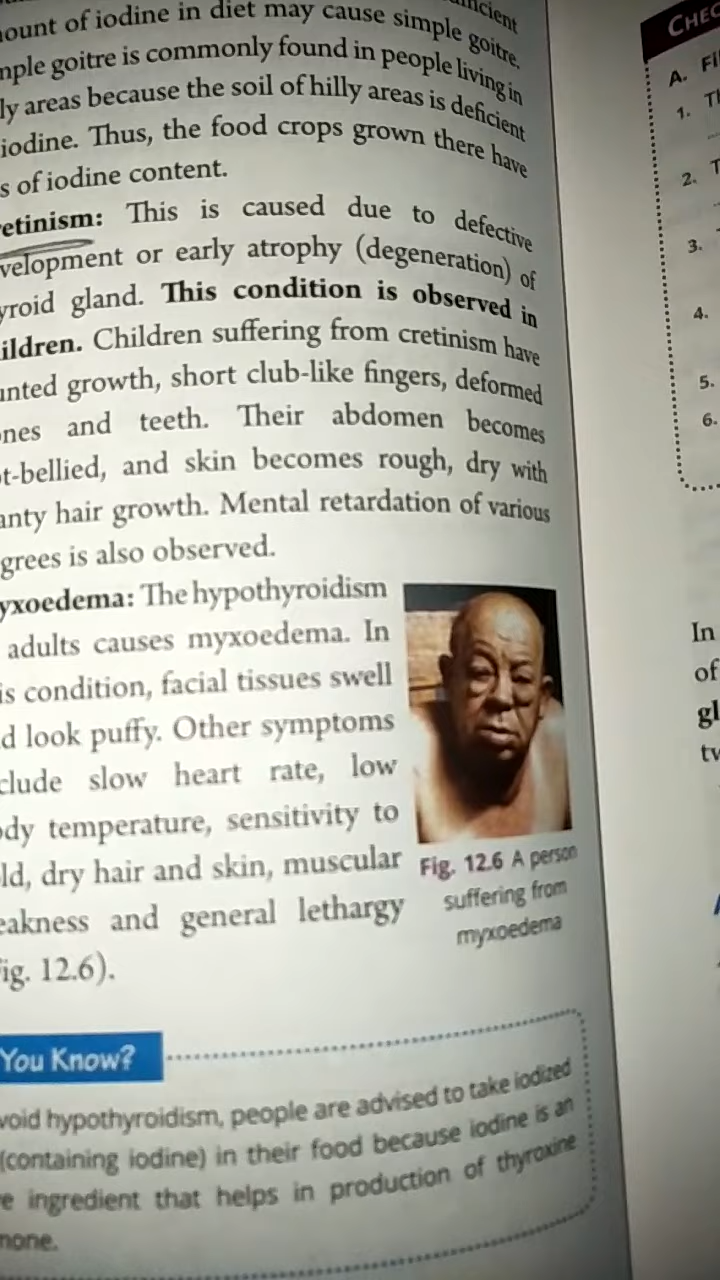 ount of iodine in diet may cause simple goitre.
mple goitre is commonly found in people living in
ly areas because the soil of hilly areas is deficient
iodine. Thus, the food crops grown there have
s of iodine content.
etinism: This is caused due to defective
velopment or early atrophy (degeneration) of
yroid gland. This condition is observed in
ildren. Children suffering from cretinism have
unted growth, short club-like fingers, deformed
ones and teeth. Their abdomen becomes
t-bellied, and skin becomes rough, dry with
anty hair growth. Mental retardation of various
grees is also observed.
yxoedema: The hypothyroidism
adults causes myxoedema. In
is condition, facial tissues swell
d look puffy. Other symptoms
clude slow heart rate, low
ody temperature, sensitivity to
ld, dry hair and skin, muscular
eakness and general lethargy
ig. 12.6).
Fig. 12.6 A person
suffering from
myxoedema
You Know?
void hypothyroidism, people are advised to take iodized
(containing iodine) in their food because iodine is an
e ingredient that helps in production of thyroxine
mone.
CHEC
A. Fi
1. Tl
2. T
3.
4.
5.
6.
In
of
gl
tv